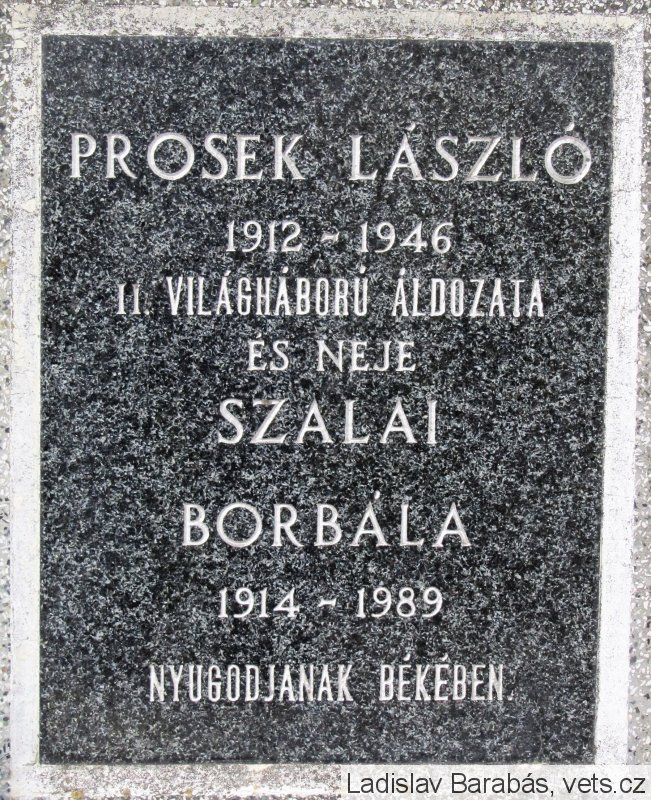 PROSEK LÁSZLÓ
1912 - 1946
II. VILÁGHÁBORÚ ÁLDOZATA
ÉS NEJE
SZALAI
BORBÁLA
1914 - 1989
NYUGODJANAK BÉKÉBEN.
Ladislav Barabás, vets.cz